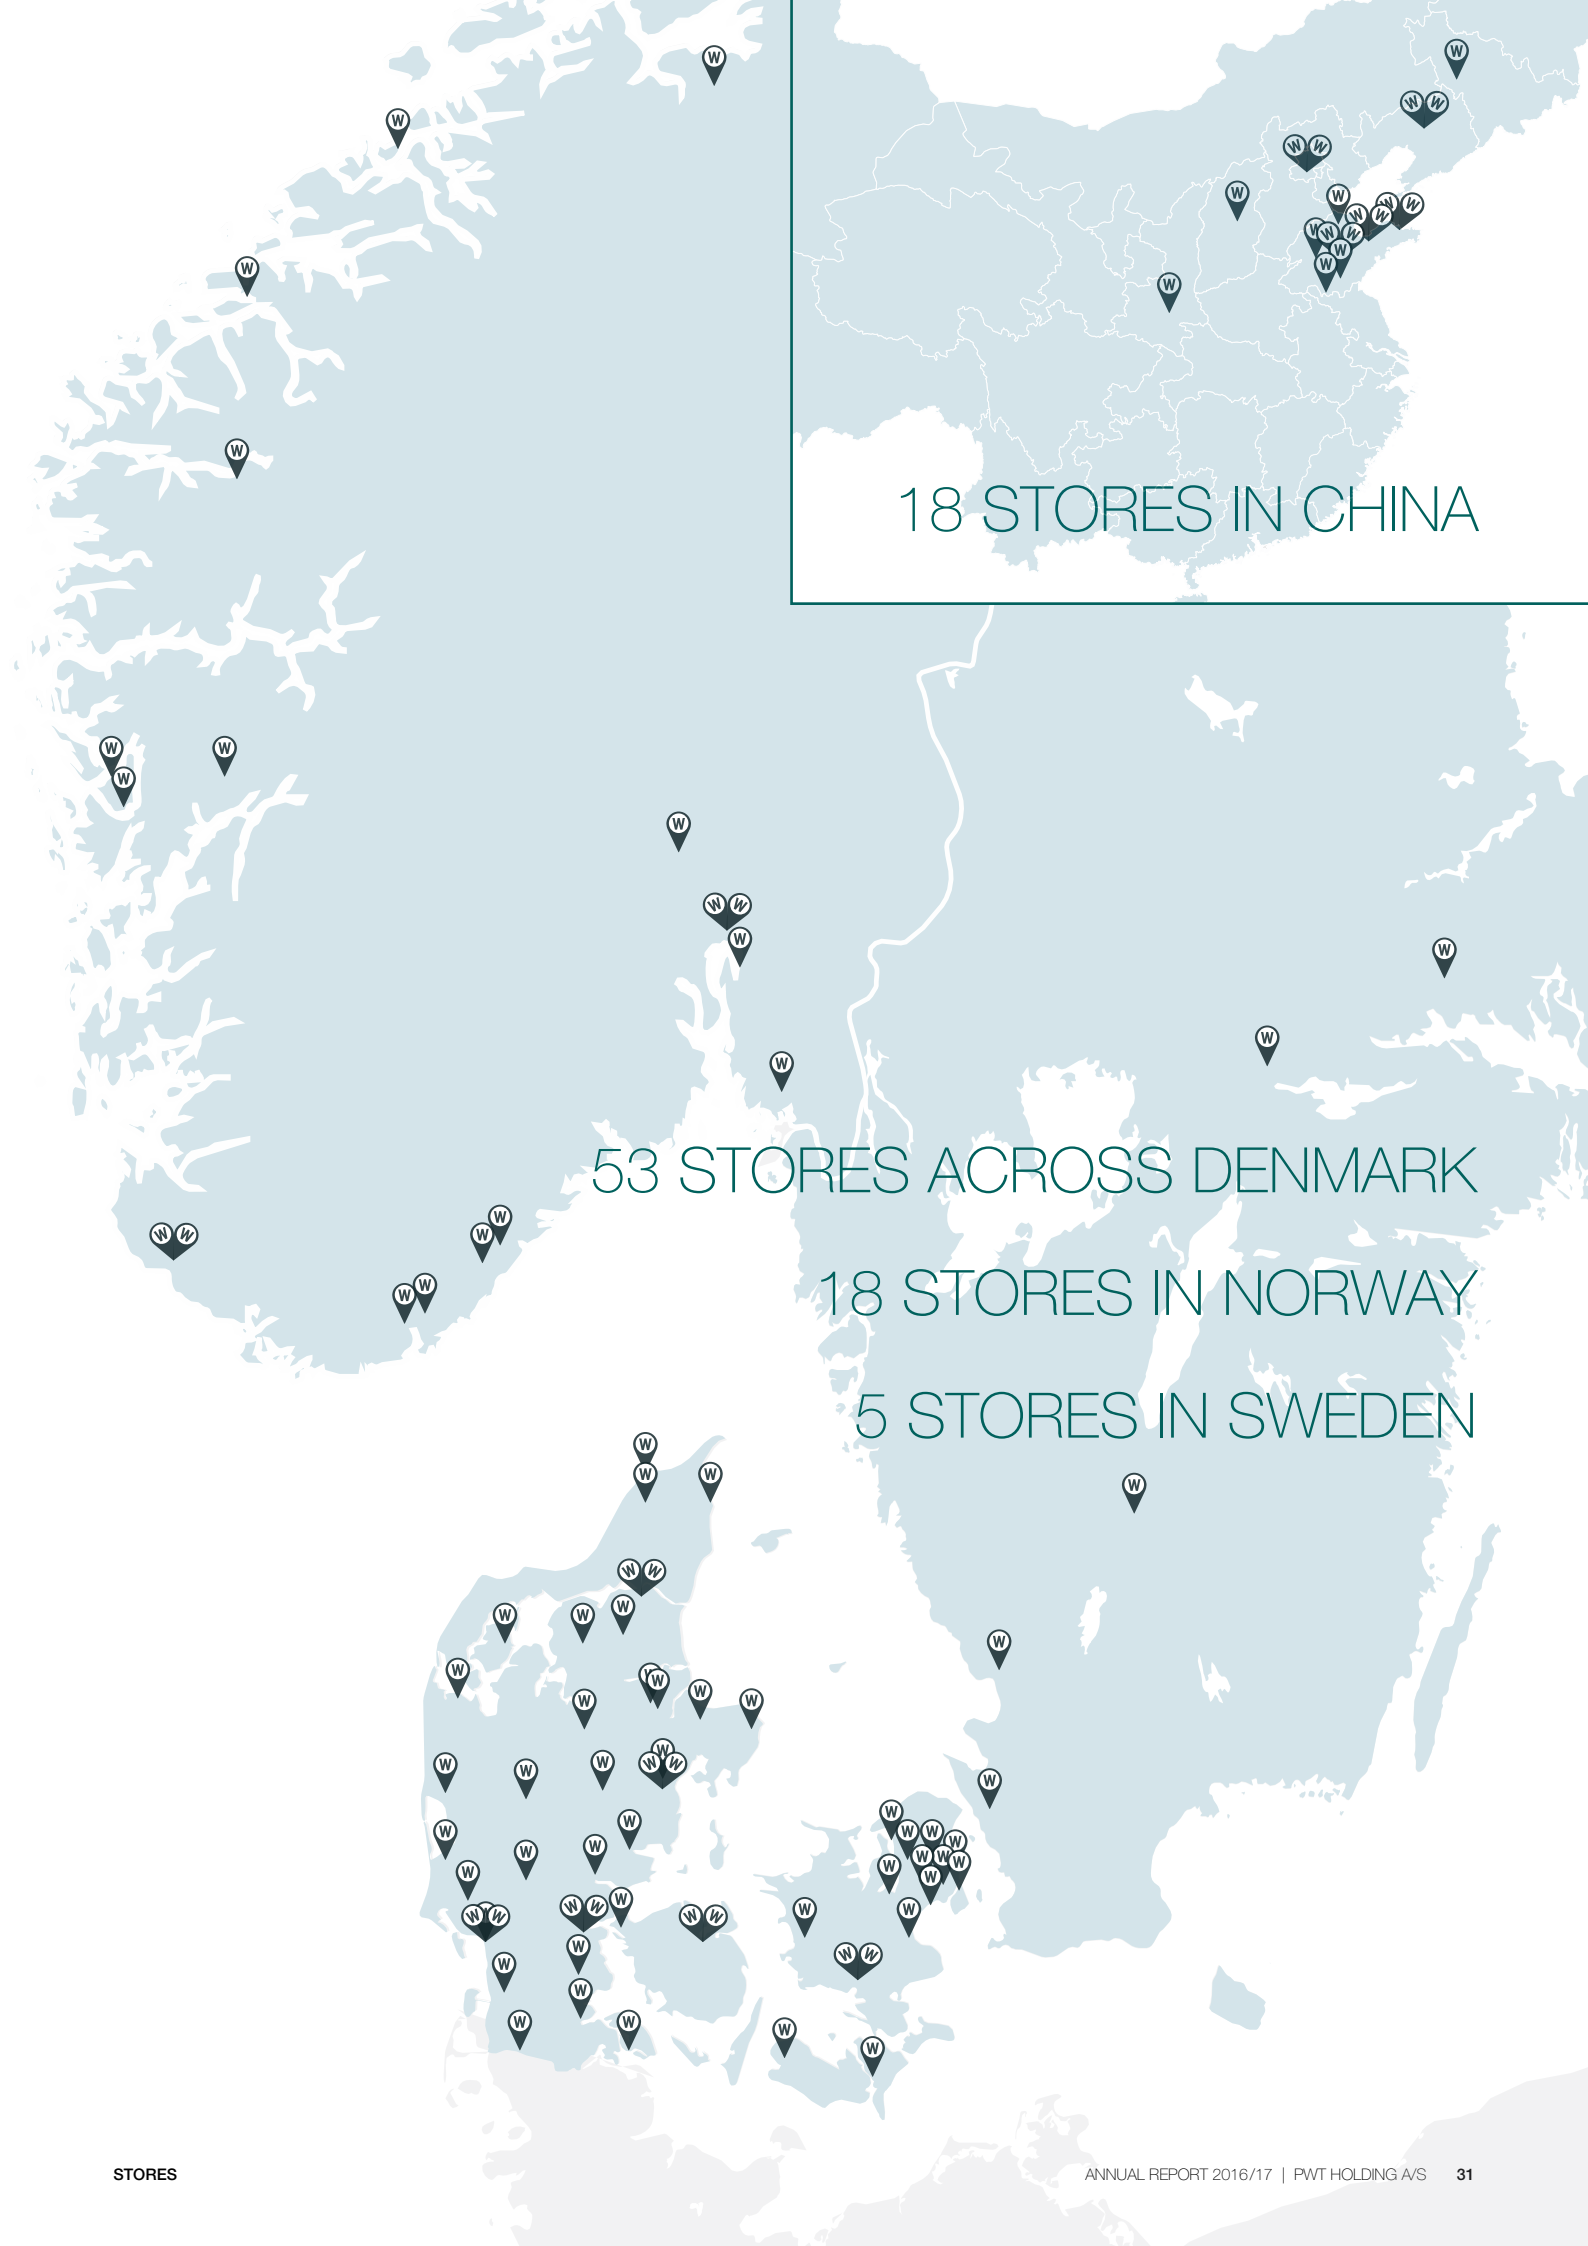 18 STORES IN CHINA
53 STORES ACROSS DENMARK
18 STORES IN NORWAY
5 STORES IN SWEDEN
STORES
ANNUAL REPORT 2016/17 | PWT HOLDING A/S 31